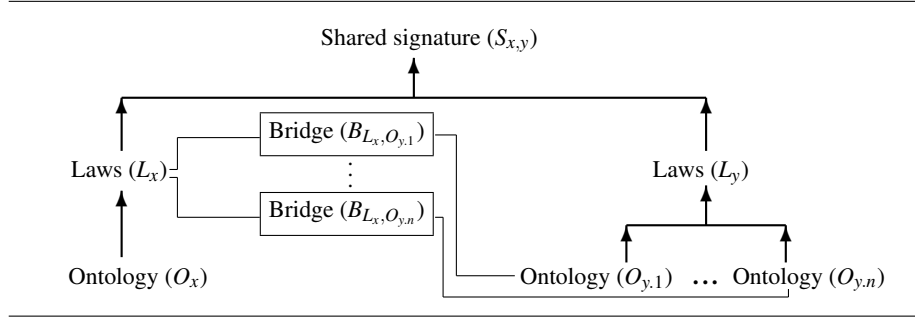 Shared signature (S_{x,y})
Bridge (B_{L_x,O_{y.1}})
Laws (L_x) ⋮ Laws (L_y)
Bridge (B_{L_x,O_{y.n}})
Ontology (O_x) Ontology (O_{y.1}) ... Ontology (O_{y.n})